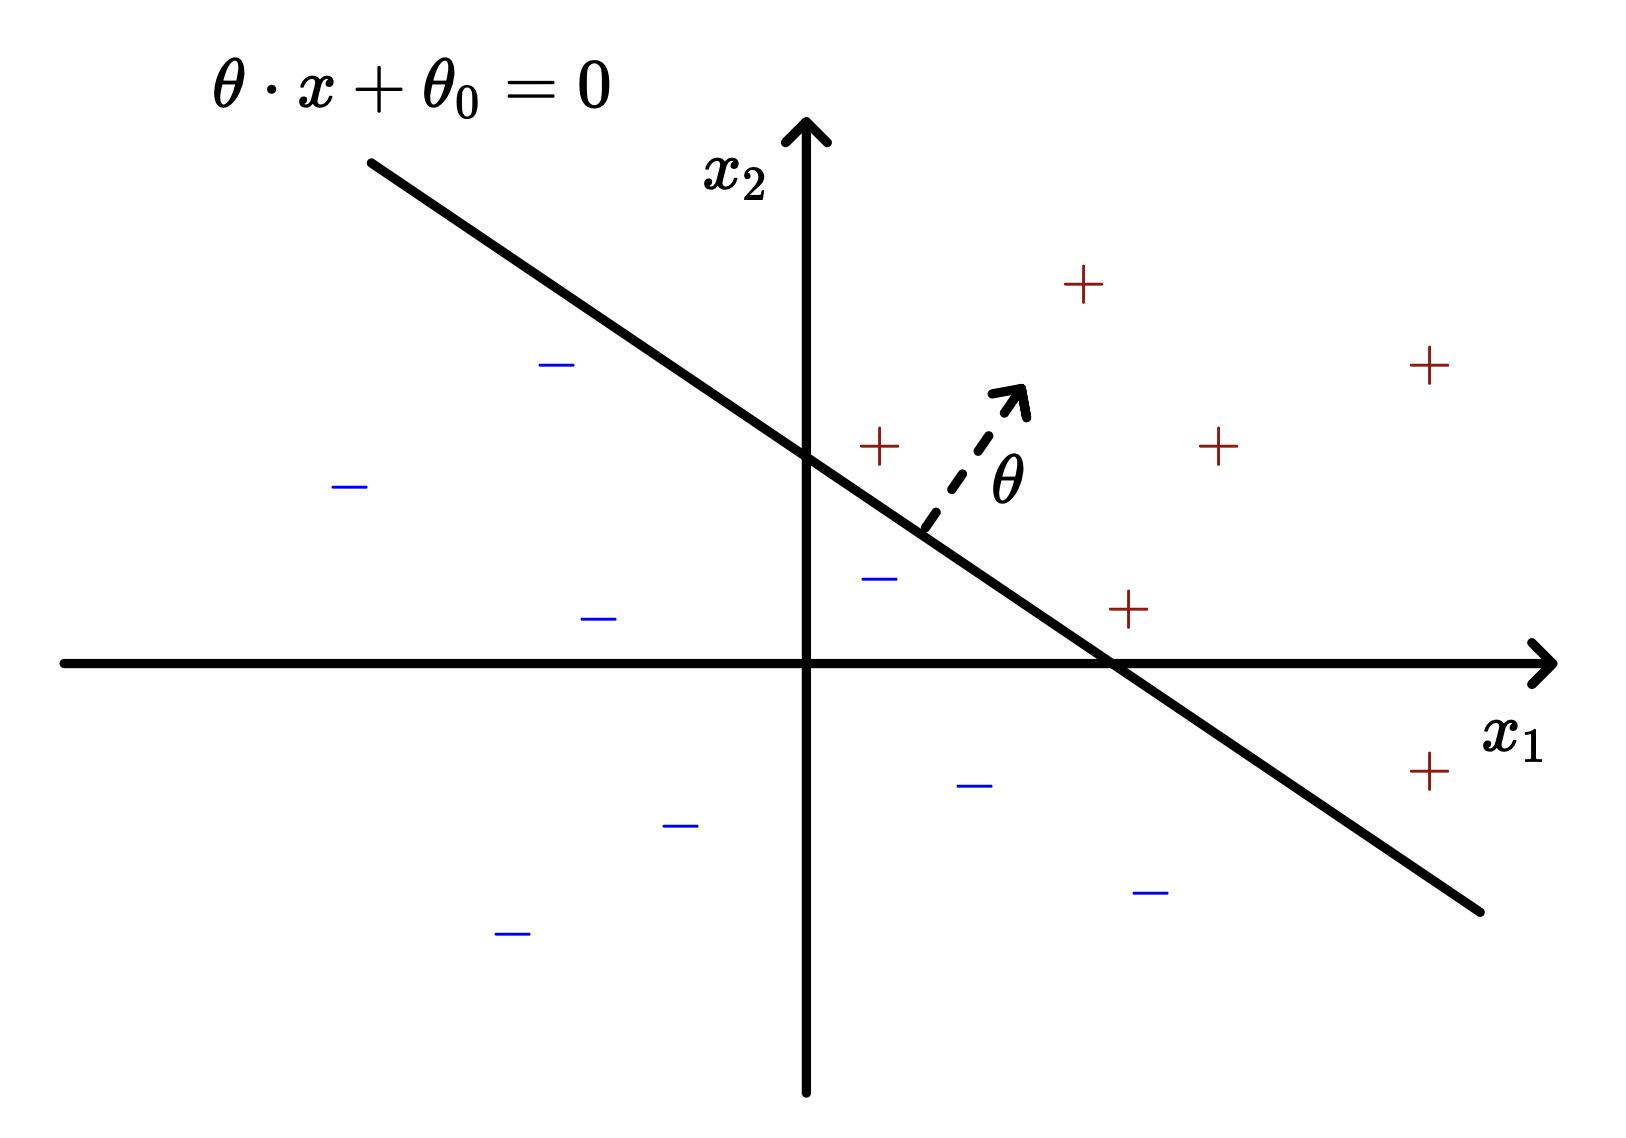 θ · x + θ₀ = 0
x₂
θ
x₁